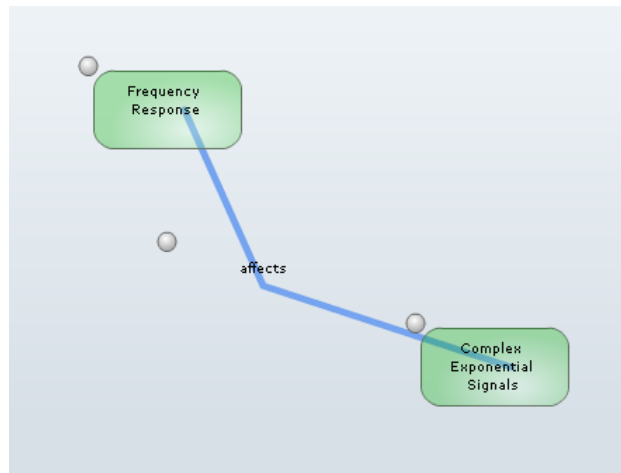 Frequency
Response
affects
Complex
Exponential
Signals